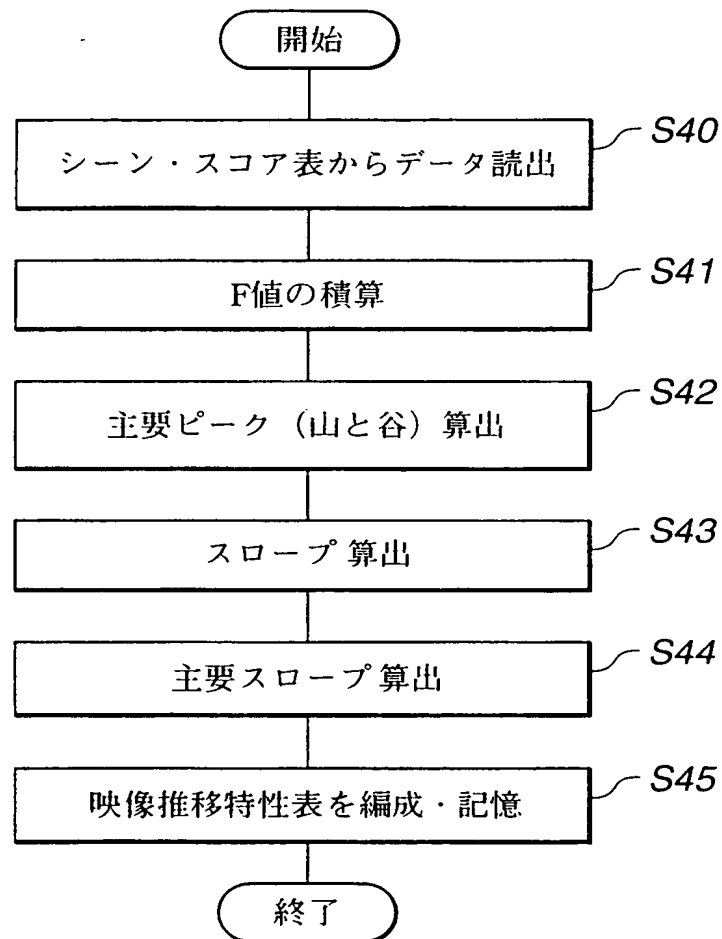 開始
シーン・スコア表からデータ読出
S40
F値の積算
S41
主要ピーク（山と谷）算出
S42
スロープ算出
S43
主要スロープ算出
S44
映像推移特性表を編成・記憶
S45
終了